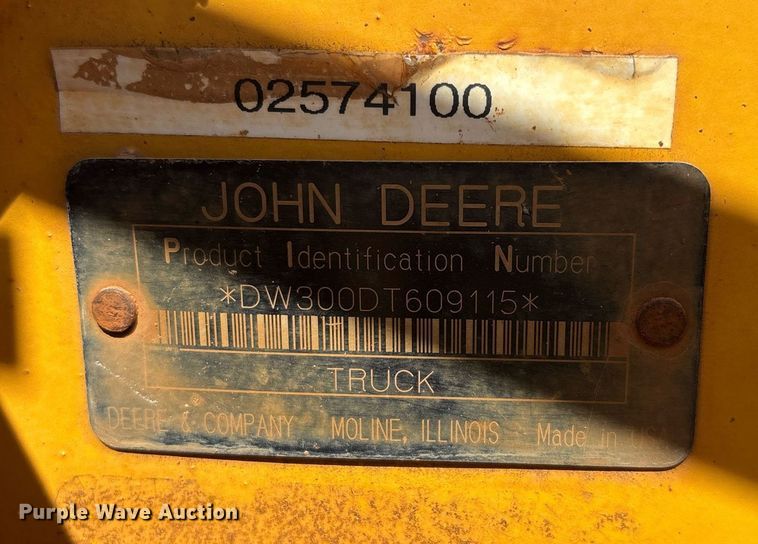 02574100
JOHN DEERE
Product Identification Number
*DW300DT609115*
TRUCK
DEERE & COMPANY MOLINE, ILLINOIS Made in USA
Purple Wave Auction